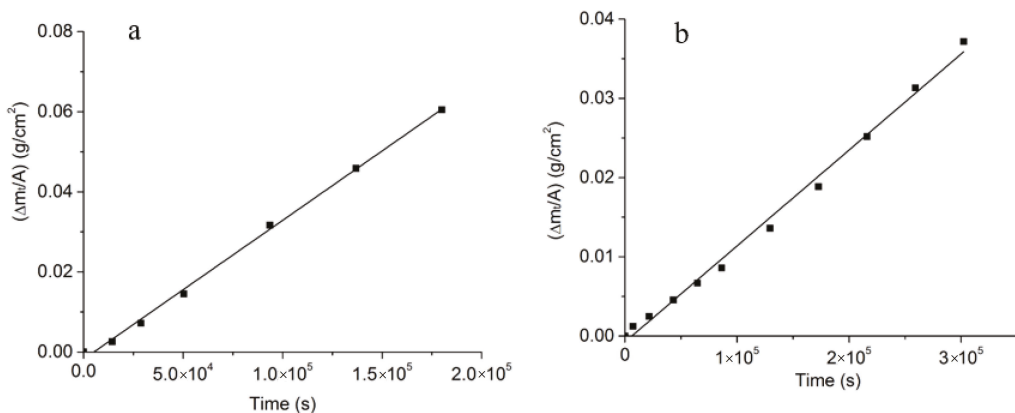 a
0.08
0.06
0.04
0.02
0.00
(Δmₜ/A) (g/cm²)
0.0 5.0×10⁴ 1.0×10⁵ 1.5×10⁵ 2.0×10⁵
Time (s)
b
0.04
0.03
0.02
0.01
0.00
(Δmₜ/A) (g/cm²)
0 1×10⁵ 2×10⁵ 3×10⁵
Time (s)